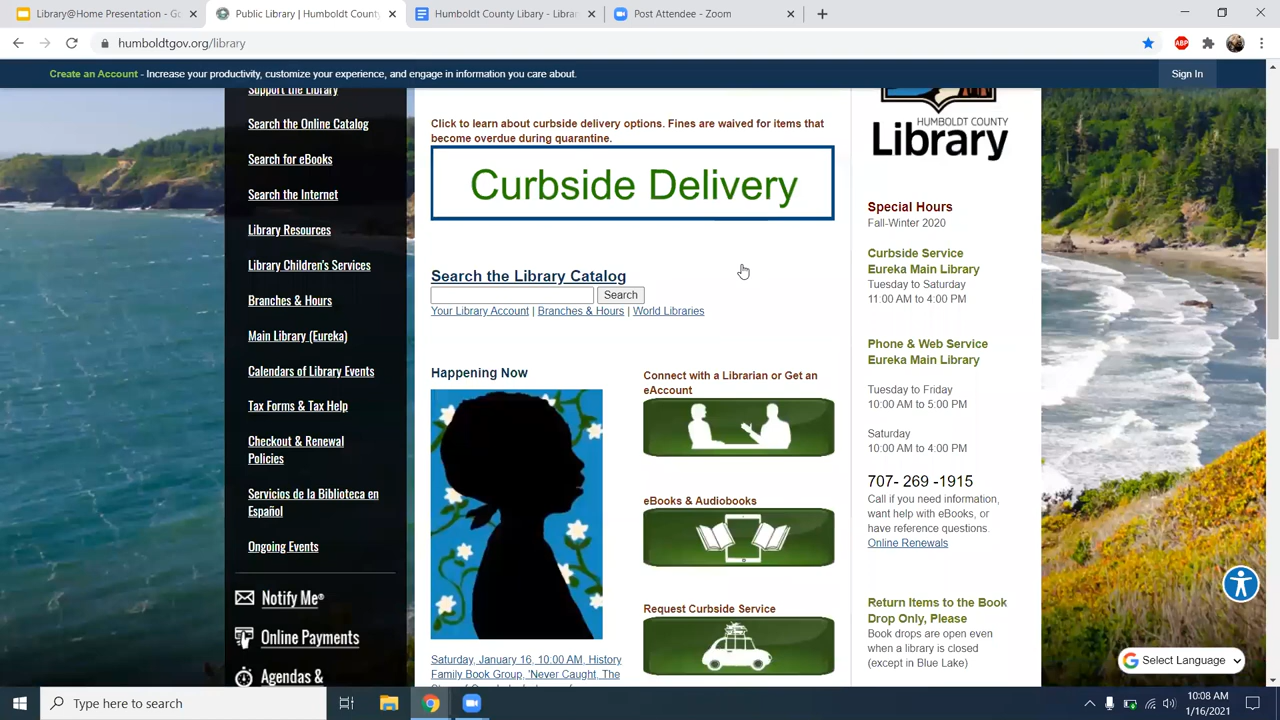 Library@Home Presentation - Go
Public Library | Humboldt County
Humboldt County Libary - Librar
Post Attendee - Zoom
humboldtgov.org/library
ABP
Create an Account - Increase your productivity, customize your experience, and engage in information you care about.
Sign In
Support the Library
Search the Online Catalog
Search for eBooks
Search the Internet
Library Resources
Library Children's Services
Branches & Hours
Main Library (Eureka)
Calendars of Library Events
Tax Forms & Tax Help
Checkout & Renewal
Policies
Servicios de la Biblioteca en
Español
Ongoing Events
Notify Me®
Online Payments
Agendas &
Click to learn about curbside delivery options. Fines are waived for items that
become overdue during quarantine.
Curbside Delivery
Search the Library Catalog
Search
Your Library Account | Branches & Hours | World Libraries
Happening Now
Saturday, January 16, 10:00 AM, History
Family Book Group, 'Never Caught, The
Connect with a Librarian or Get an
eAccount
eBooks & Audiobooks
Request Curbside Service
HUMBOLDT COUNTY
Library
Special Hours
Fall-Winter 2020
Curbside Service
Eureka Main Library
Tuesday to Saturday
11:00 AM to 4:00 PM
Phone & Web Service
Eureka Main Library
Tuesday to Friday
10:00 AM to 5:00 PM
Saturday
10:00 AM to 4:00 PM
707- 269 -1915
Call if you need information,
want help with eBooks, or
have reference questions.
Online Renewals
Return Items to the Book
Drop Only, Please
Book drops are open even
when a library is closed
(except in Blue Lake)
Select Language
Type here to search
10:08 AM
1/16/2021